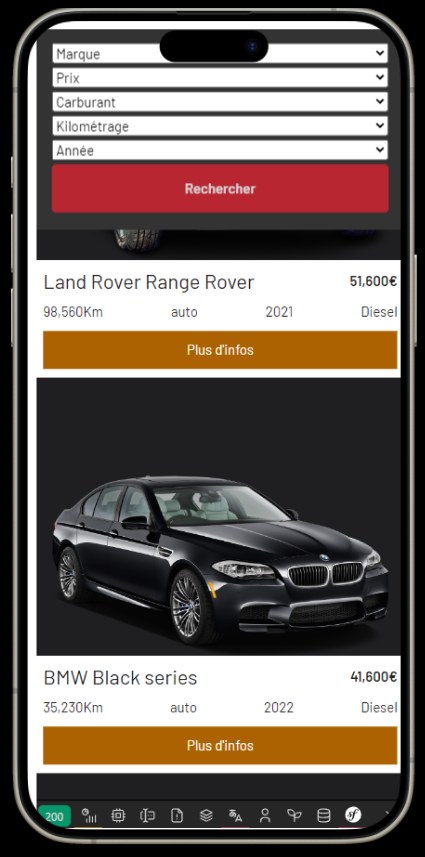 Marque
Prix
Carburant
Kilométrage
Année
Rechercher
Land Rover Range Rover 51,600€
98,560Km auto 2021 Diesel
Plus d'infos
BMW Black series 41,600€
35,230Km auto 2022 Diesel
Plus d'infos
200 sf